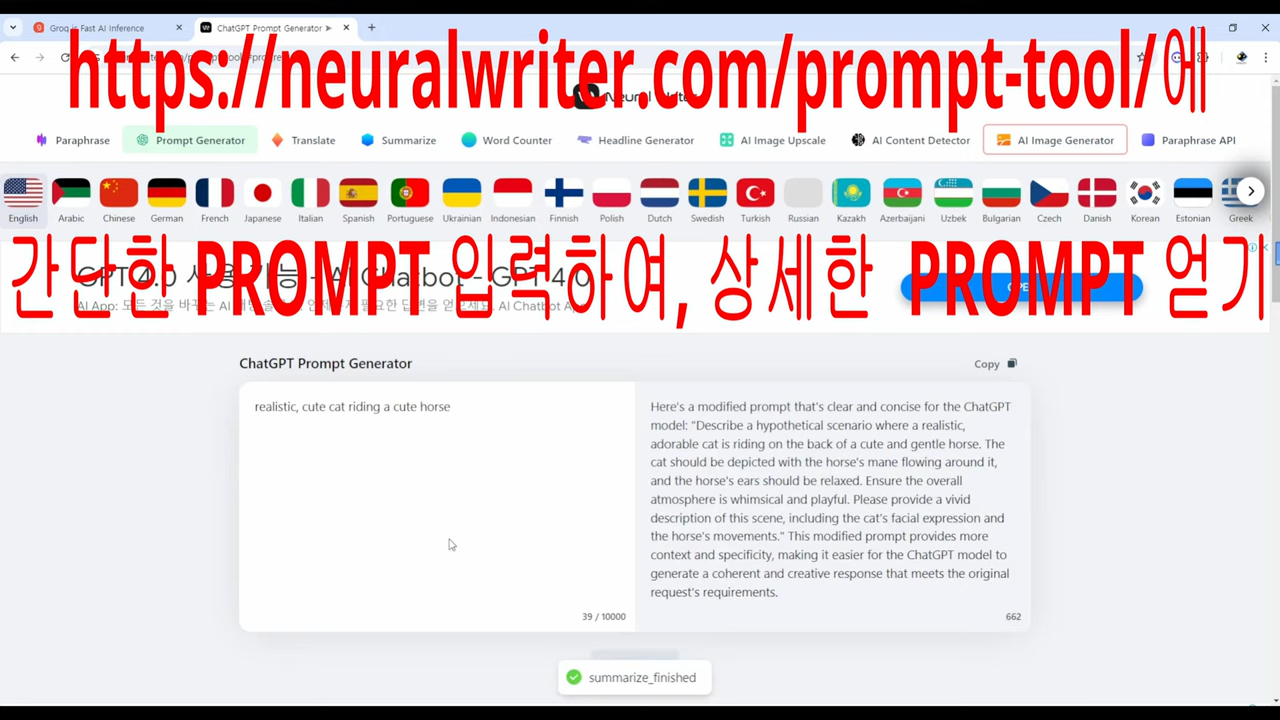 Groq is Fast AI Inference
ChatGPT Prompt Generator
https://neuralwriter.com/prompt-tool/에
Paraphrase
Prompt Generator
Translate
Summarize
Word Counter
Headline Generator
AI Image Upscale
AI Content Detector
AI Image Generator
Paraphrase API
English
Arabic
Chinese
German
French
Japanese
Italian
Spanish
Portuguese
Ukrainian
Indonesian
Finnish
Polish
Dutch
Swedish
Turkish
Russian
Kazakh
Azerbaijani
Uzbek
Bulgarian
Czech
Danish
Korean
Estonian
Greek
간단한 PROMPT 입력하여, 상세한 PROMPT 얻기
ChatGPT Prompt Generator
Copy
realistic, cute cat riding a cute horse
39 / 10000
Here's a modified prompt that's clear and concise for the ChatGPT
model: "Describe a hypothetical scenario where a realistic,
adorable cat is riding on the back of a cute and gentle horse. The
cat should be depicted with the horse's mane flowing around it,
and the horse's ears should be relaxed. Ensure the overall
atmosphere is whimsical and playful. Please provide a vivid
description of this scene, including the cat's facial expression and
the horse's movements." This modified prompt provides more
context and specificity, making it easier for the ChatGPT model to
generate a coherent and creative response that meets the original
request's requirements.
662
summarize_finished